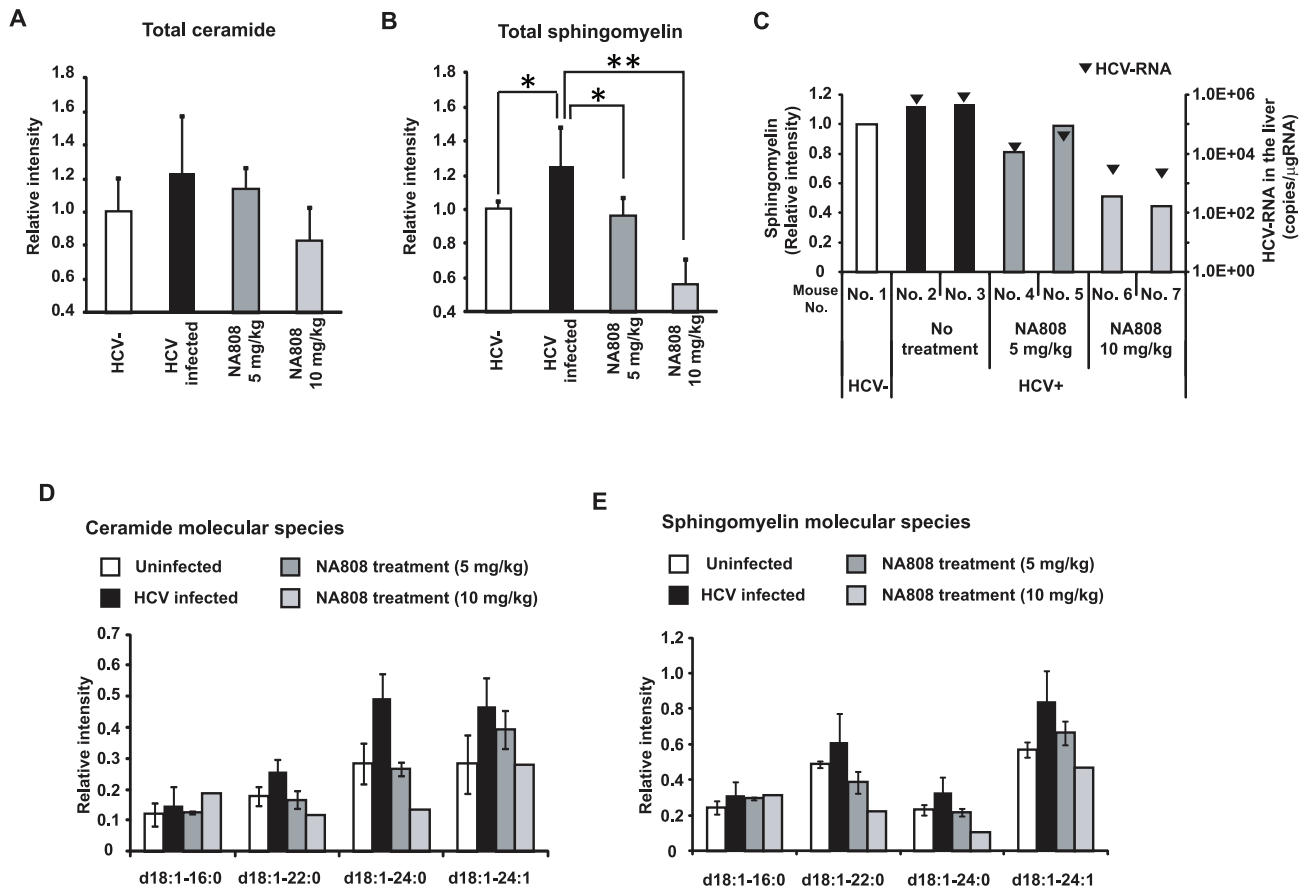 A
Total ceramide
Relative intensity
1.8
1.6
1.4
1.2
1.0
0.8
0.6
0.4
HCV-
HCV
infected
NA808
5 mg/kg
NA808
10 mg/kg
B
Total sphingomyelin
Relative intensity
1.8
1.6
1.4
1.2
1.0
0.8
0.6
0.4
*
**
*
HCV-
HCV
infected
NA808
5 mg/kg
NA808
10 mg/kg
C
▼HCV-RNA
Sphingomyelin
(Relative intensity)
1.2
1.0
0.8
0.6
0.4
0.2
0
1.0E+06
1.0E+04
1.0E+02
1.0E+00
HCV-RNA in the liver
(copies/μgRNA)
Mouse
No.
No. 1
No. 2
No. 3
No. 4
No. 5
No. 6
No. 7
No
treatment
NA808
5 mg/kg
NA808
10 mg/kg
HCV-
HCV+
D
Ceramide molecular species
Uninfected
NA808 treatment (5 mg/kg)
HCV infected
NA808 treatment (10 mg/kg)
Relative intensity
0.7
0.6
0.5
0.4
0.3
0.2
0.1
0
d18:1-16:0
d18:1-22:0
d18:1-24:0
d18:1-24:1
E
Sphingomyelin molecular species
Uninfected
NA808 treatment (5 mg/kg)
HCV infected
NA808 treatment (10 mg/kg)
Relative intensity
1.2
1.0
0.8
0.6
0.4
0.2
0
d18:1-16:0
d18:1-22:0
d18:1-24:0
d18:1-24:1